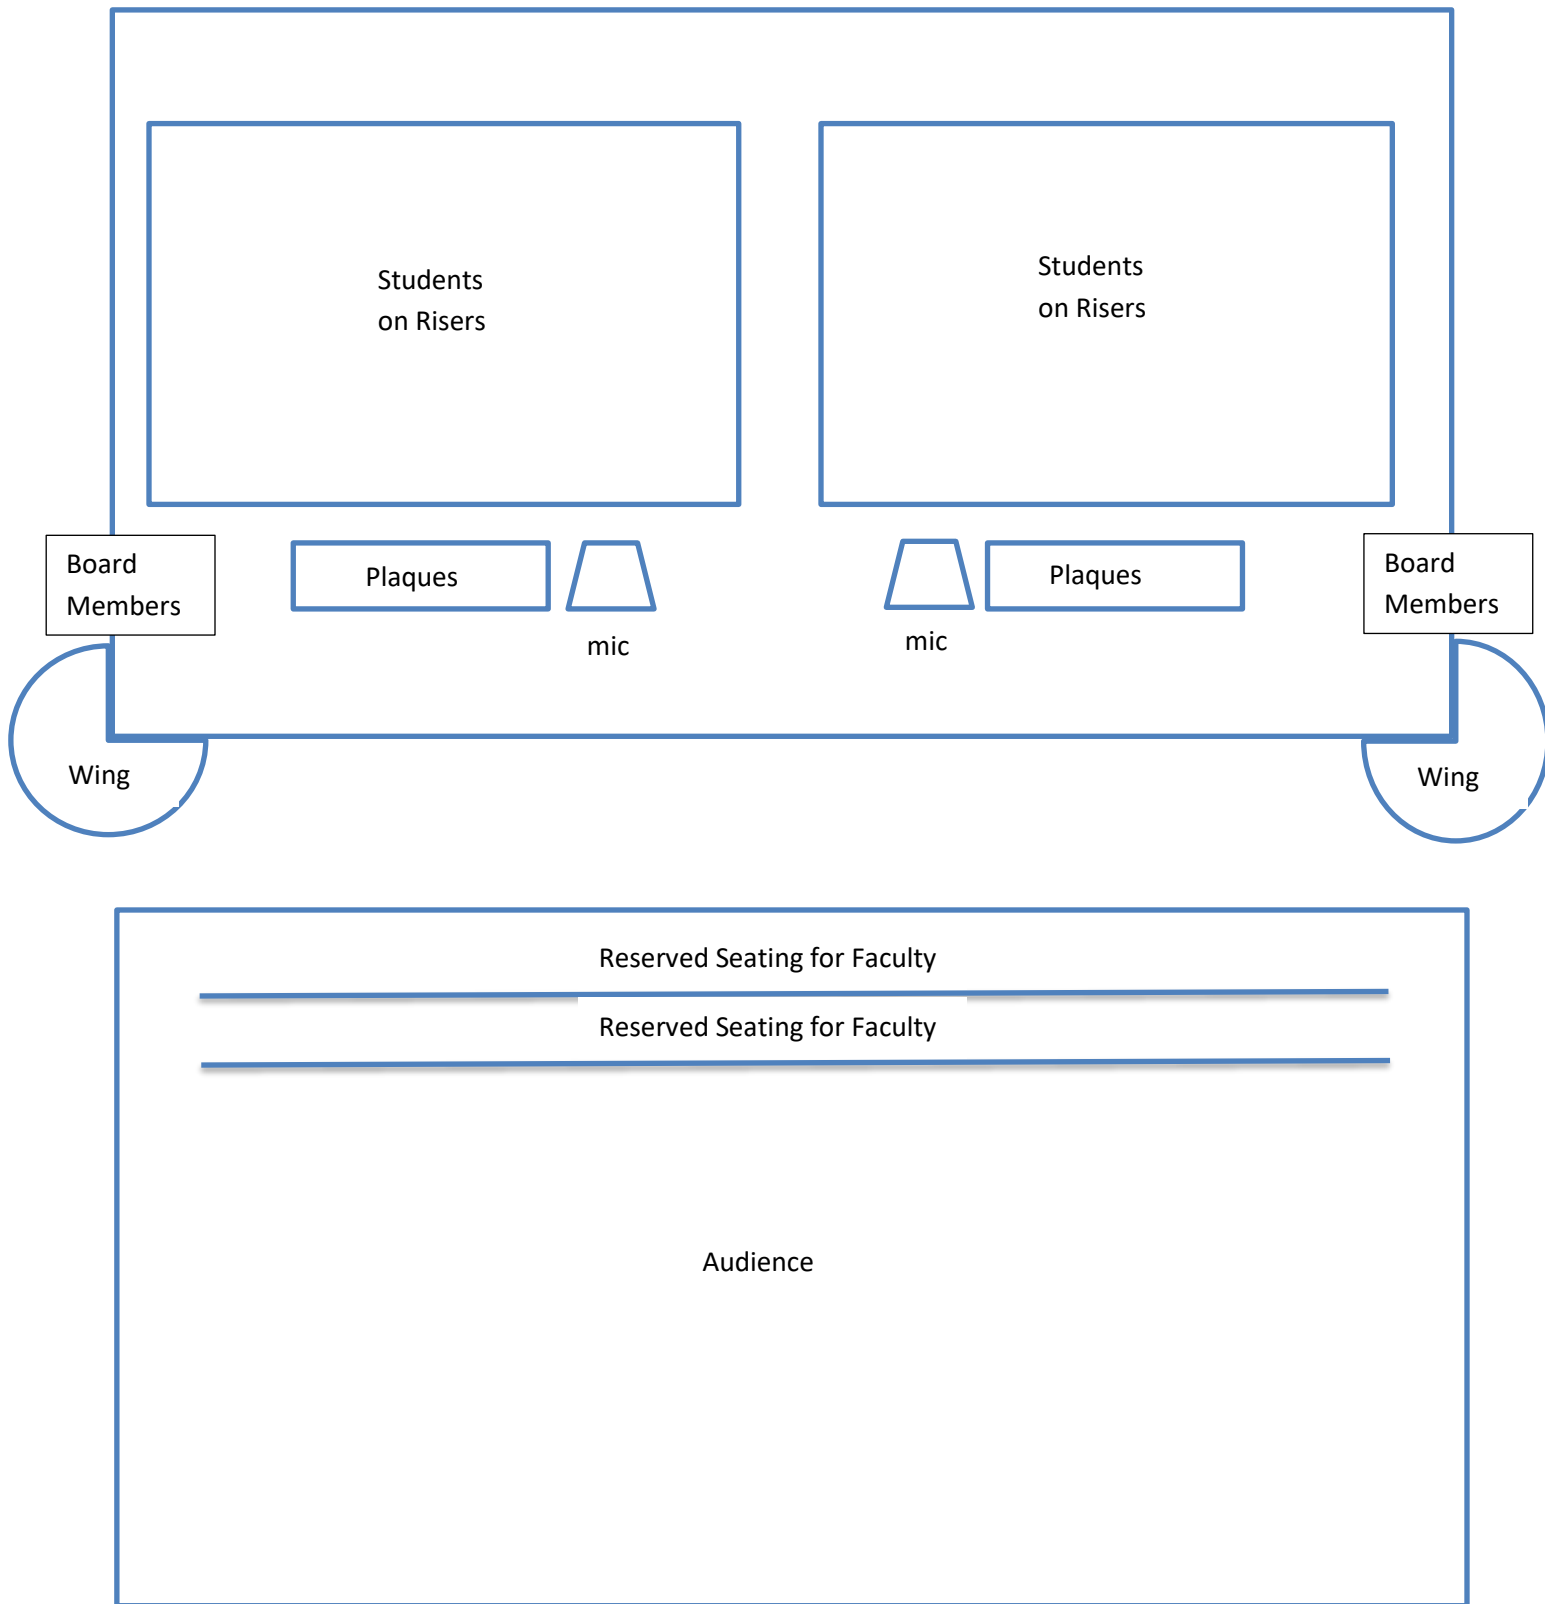 Students
on Risers
Students
on Risers
Board
Members
Plaques
mic
mic
Plaques
Board
Members
Wing
Wing
Reserved Seating for Faculty
Reserved Seating for Faculty
Audience